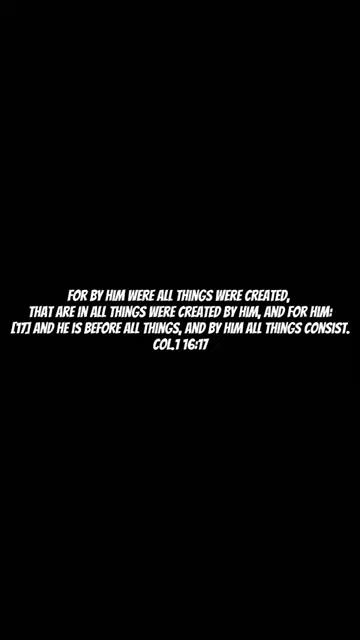 FOR BY HIM WERE ALL THINGS WERE CREATED,
THAT ARE IN ALL THINGS WERE CREATED BY HIM, AND FOR HIM:
[17] AND HE IS BEFORE ALL THINGS, AND BY HIM ALL THINGS CONSIST.
COL.1 16:17